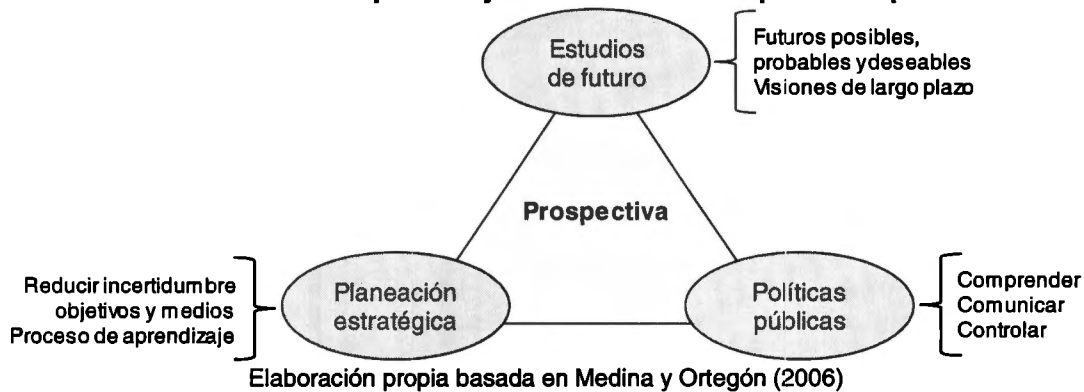 Estudios
de futuro
Futuros posibles,
probables y deseables
Visiones de largo plazo
Prospectiva
Reducir incertidumbre
objetivos y medios
Proceso de aprendizaje
Planeación
estratégica
Políticas
públicas
Comprender
Comunicar
Controlar
Elaboración propia basada en Medina y Ortegón (2006)